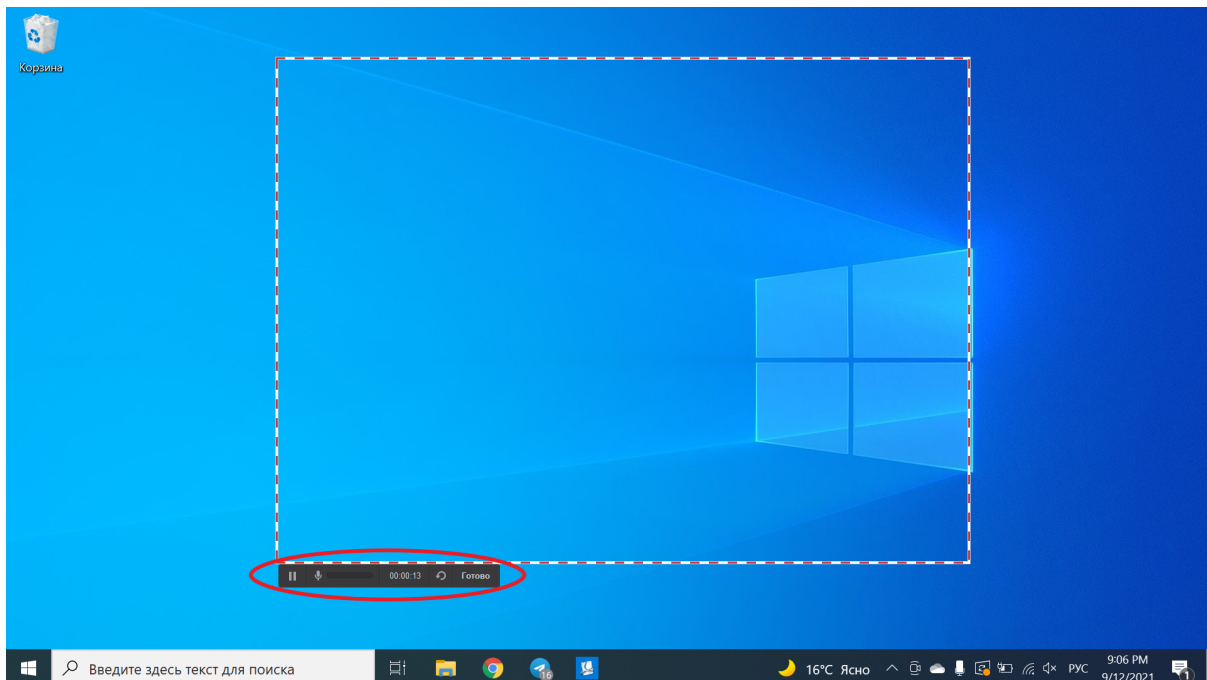 Корзина
00:00:13 Готово
Введите здесь текст для поиска
16
16°C Ясно
РУС
9:06 PM
9/12/2021
1